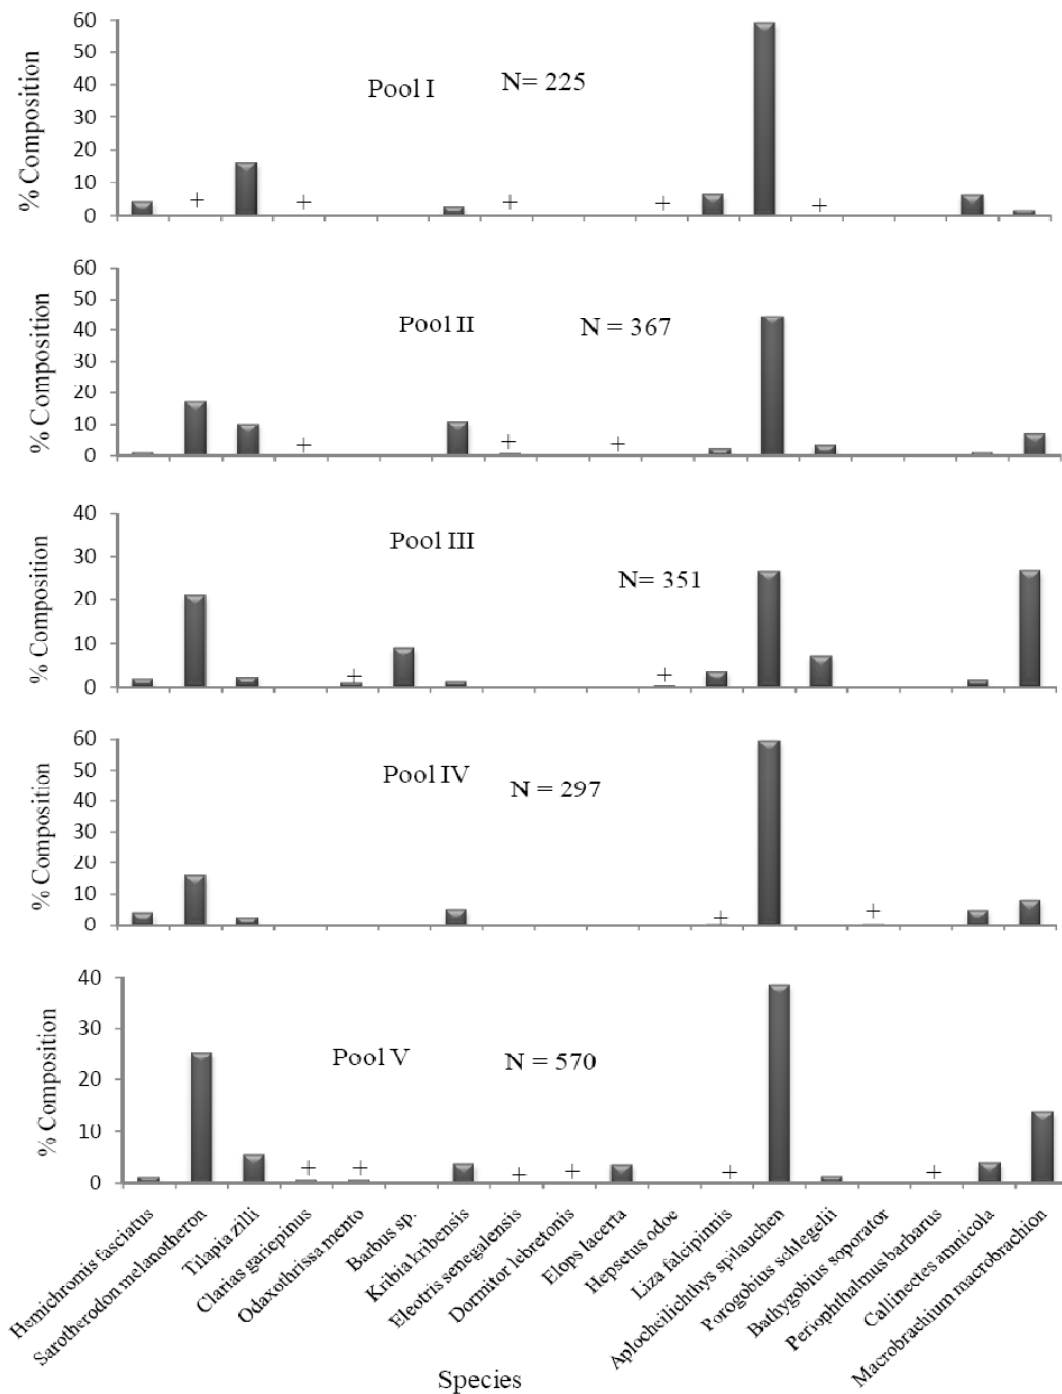 60
50
40
30
20
10
0
% Composition
Pool I
N= 225
+ + + + +
60
50
40
30
20
10
0
% Composition
Pool II
N = 367
+ + +
40
30
20
10
0
% Composition
Pool III
N= 351
+ +
60
50
40
30
20
10
0
% Composition
Pool IV
N = 297
+ +
40
30
20
10
0
% Composition
Pool V
N = 570
+ + + + + +
Hemichromis fasciatus
Sarotherodon melanotheron
Tilapia zilli
Clarias gariepinus
Odaxothrissa mento
Barbus sp.
Kribia kribensis
Eleotris senegalensis
Dormitor lebretonis
Elops lacerta
Hepsetus odoe
Liza falcipinnis
Aplocheilichthys spilauchen
Porogobius schlegelii
Bathygobius soporator
Periophthalmus barbarus
Callinectes amnicola
Macrobrachium macrobrachion
Species